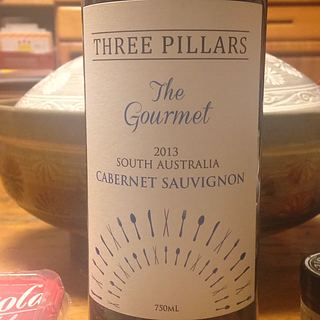 THREE PILLARS
The
Gourmet
2013
SOUTH AUSTRALIA
CABERNET SAUVIGNON
750ML